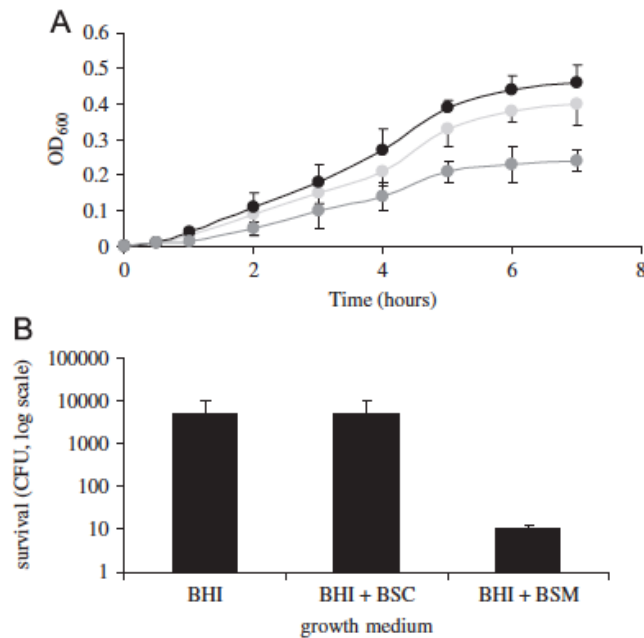 A
0.6
0.5
0.4
0.3
0.2
0.1
0
OD600
0 2 4 6 8
Time (hours)
B
100000
10000
1000
100
10
1
survival (CFU, log scale)
BHI BHI + BSC BHI + BSM
growth medium